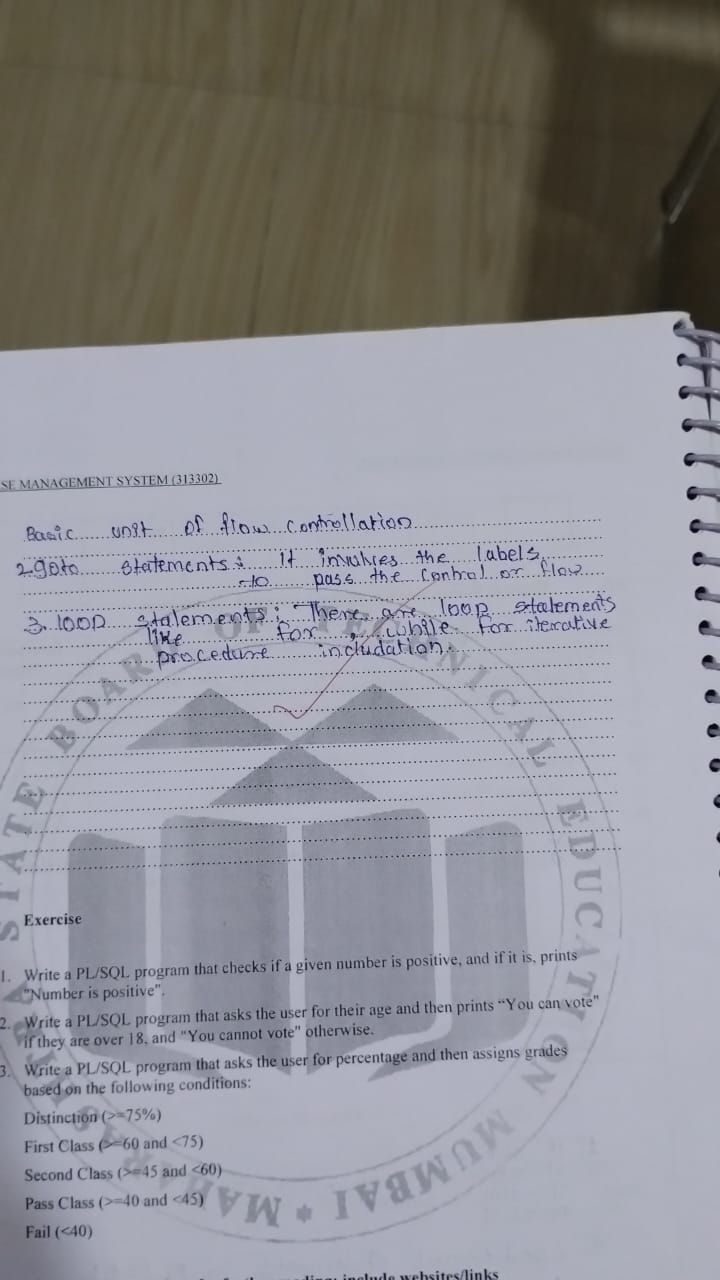 SE MANAGEMENT SYSTEM (313302)
Basic unit of flow controllation
2 goto statements: It involves the labels
to pass the control or flow
3. loop statements: There are loop statements
like for, while for iterative
procedure includation.
Exercise
1. Write a PL/SQL program that checks if a given number is positive, and if it is, prints
"Number is positive".
2. Write a PL/SQL program that asks the user for their age and then prints "You can vote"
if they are over 18, and "You cannot vote" otherwise.
3. Write a PL/SQL program that asks the user for percentage and then assigns grades
based on the following conditions:
Distinction (>=75%)
First Class (>=60 and <75)
Second Class (>=45 and <60)
Pass Class (>=40 and <45)
Fail (<40)
include websites/links
STATE BOARD OF TECHNICAL EDUCATION MUMBAI * MAHARASHTRA